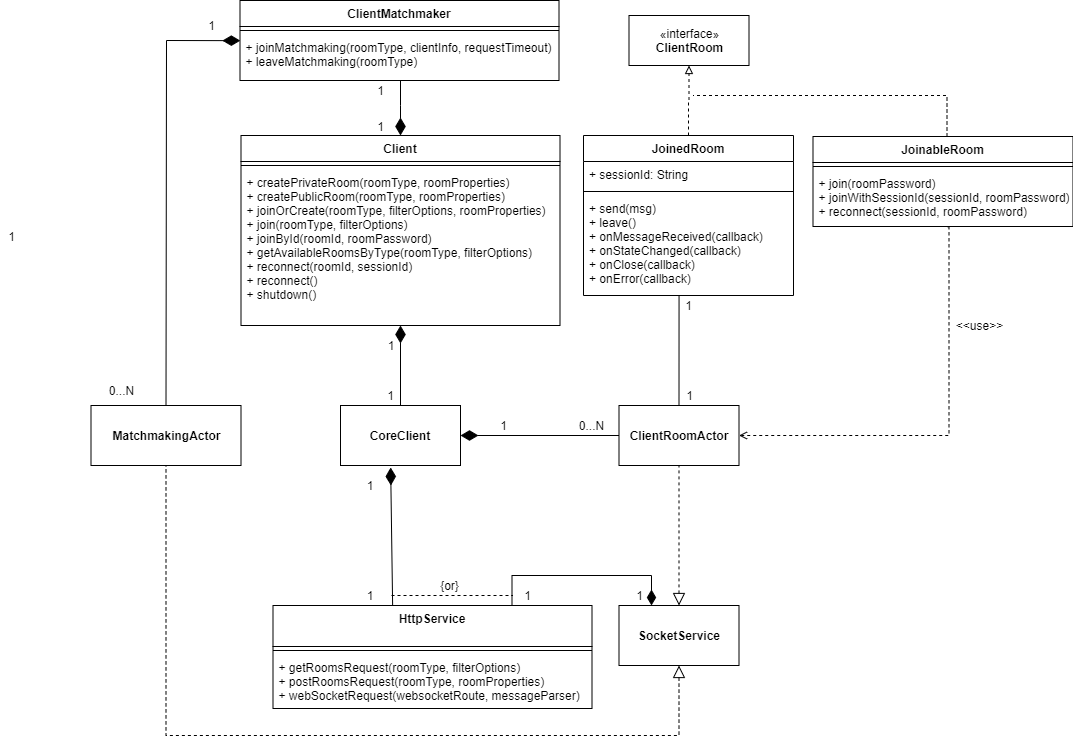 ClientMatchmaker
+ joinMatchmaking(roomType, clientInfo, requestTimeout)
+ leaveMatchmaking(roomType)
1
1
1
«interface»
ClientRoom
Client
+ createPrivateRoom(roomType, roomProperties)
+ createPublicRoom(roomType, roomProperties)
+ joinOrCreate(roomType, filterOptions, roomProperties)
+ join(roomType, filterOptions)
+ joinById(roomId, roomPassword)
+ getAvailableRoomsByType(roomType, filterOptions)
+ reconnect(roomId, sessionId)
+ reconnect()
+ shutdown()
JoinedRoom
+ sessionId: String
+ send(msg)
+ leave()
+ onMessageReceived(callback)
+ onStateChanged(callback)
+ onClose(callback)
+ onError(callback)
JoinableRoom
+ join(roomPassword)
+ joinWithSessionId(sessionId, roomPassword)
+ reconnect(sessionId, roomPassword)
1
1
1
<<use>>
0...N
1
1
MatchmakingActor
CoreClient
1
0...N
ClientRoomActor
1
{or}
1
1
1
HttpService
+ getRoomsRequest(roomType, filterOptions)
+ postRoomsRequest(roomType, roomProperties)
+ webSocketRequest(websocketRoute, messageParser)
SocketService